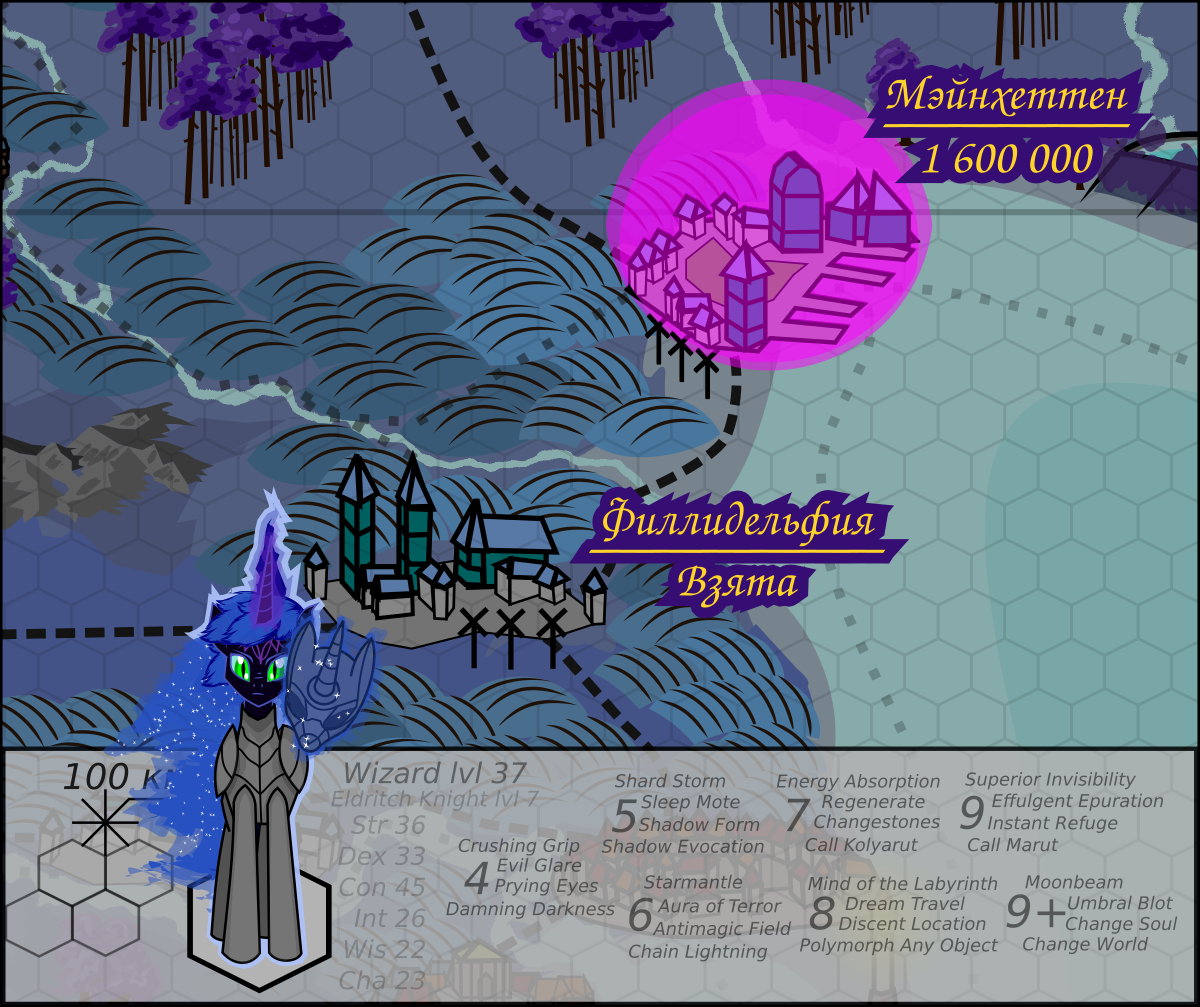 Мэйнхеттен
1 600 000
Филлидельфия
Взята
100 к
Wizard lvl 37
Eldritch Knight lvl 7
Str 36
Dex 33
Con 45
Int 26
Wis 22
Cha 23
Crushing Grip
Evil Glare
4
Prying Eyes
Damning Darkness
Shard Storm
Sleep Mote
5
Shadow Form
Shadow Evocation
Starmantle
Aura of Terror
6
Antimagic Field
Chain Lightning
Energy Absorption
Regenerate
7
Changestones
Call Kolyarut
Mind of the Labyrinth
Dream Travel
8
Discent Location
Polymorph Any Object
Superior Invisibility
Effulgent Epuration
9
Instant Refuge
Call Marut
Moonbeam
Umbral Blot
9+
Change Soul
Change World